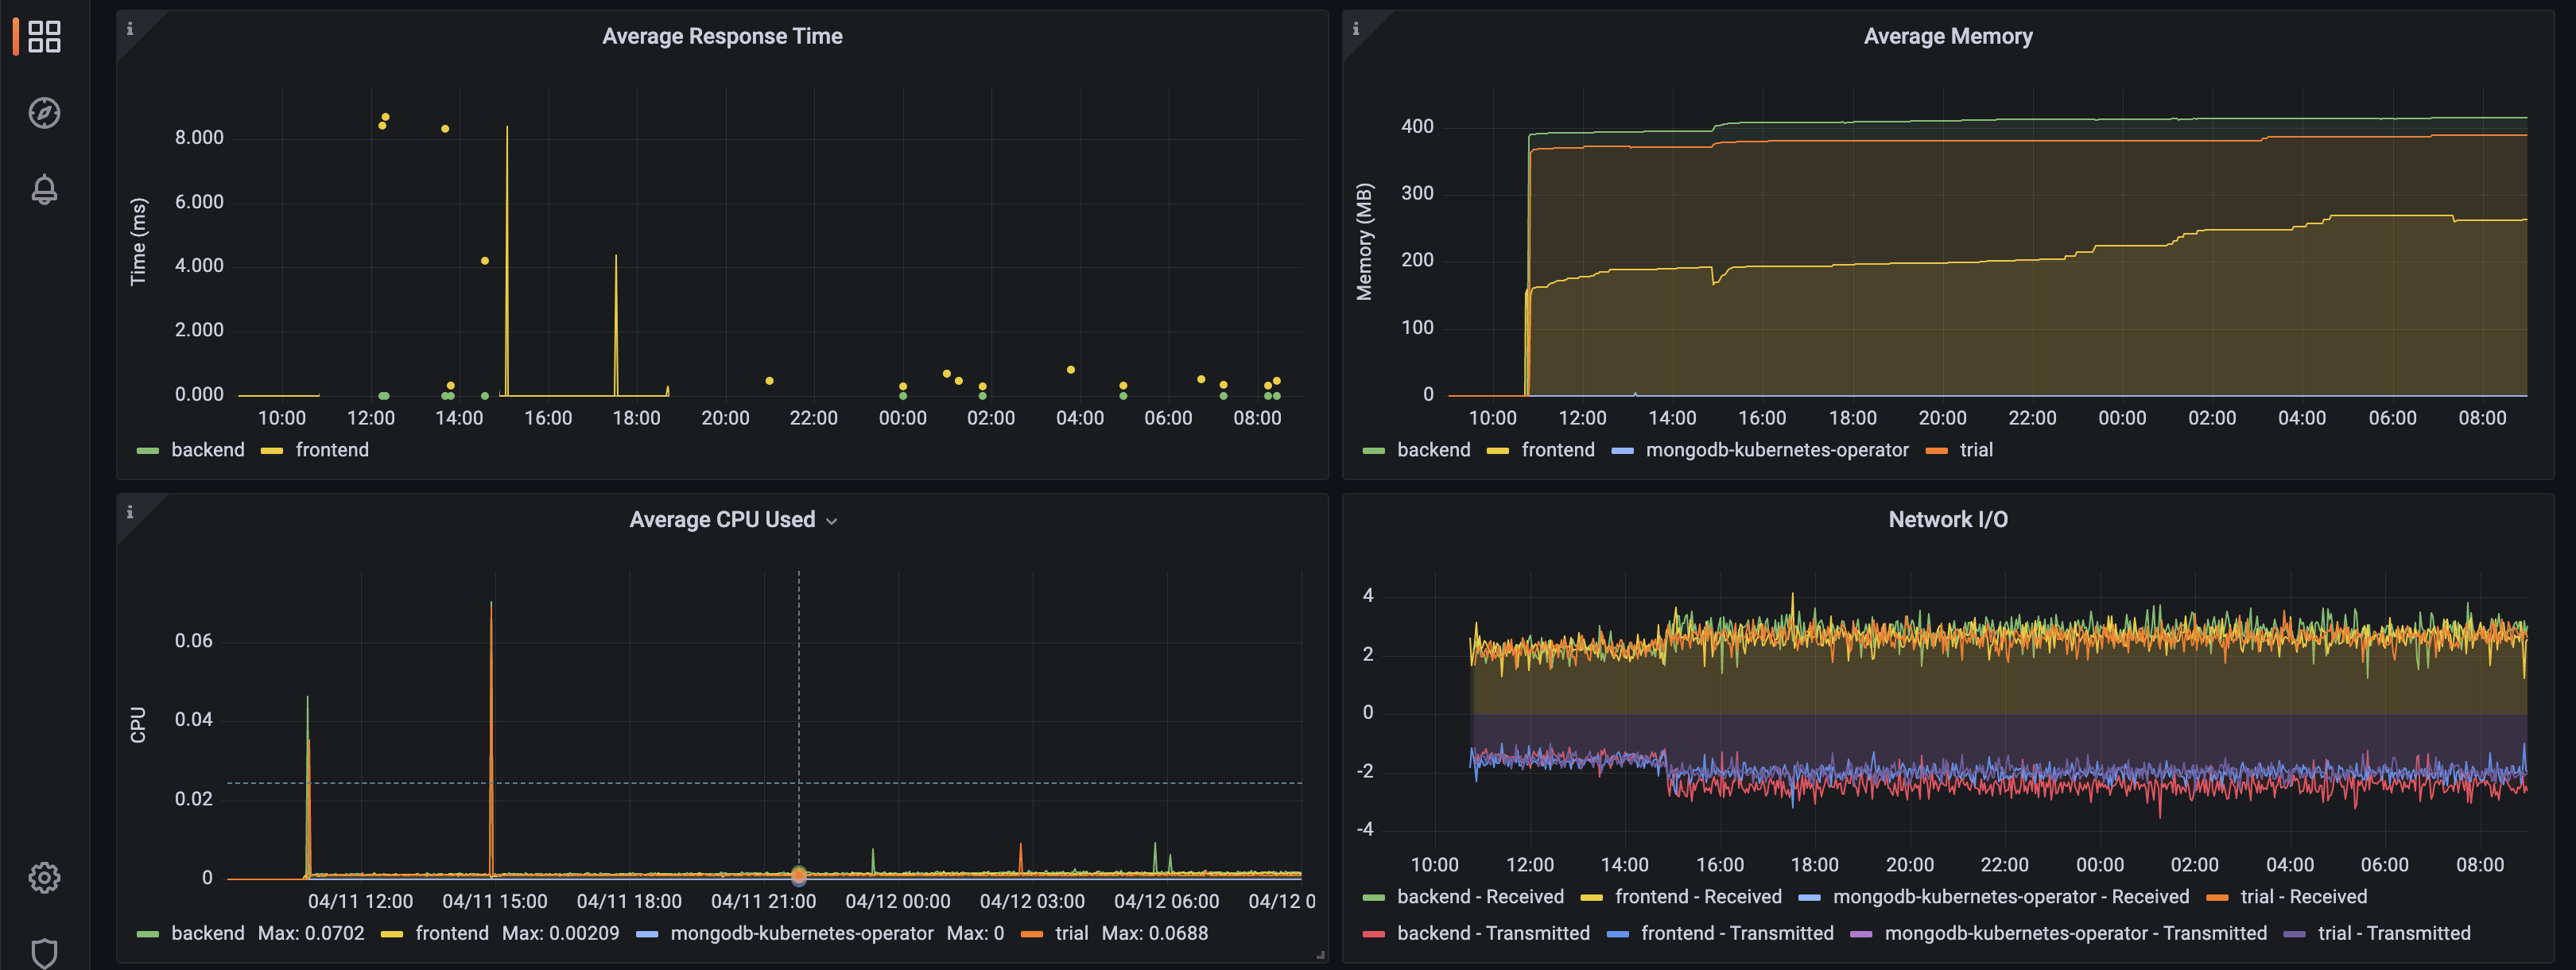 Average Response Time
Time (ms)
8.000
6.000
4.000
2.000
0.000
10:00 12:00 14:00 16:00 18:00 20:00 22:00 00:00 02:00 04:00 06:00 08:00
backend frontend
Average Memory
Memory (MB)
400
300
200
100
0
10:00 12:00 14:00 16:00 18:00 20:00 22:00 00:00 02:00 04:00 06:00 08:00
backend frontend mongodb-kubernetes-operator trial
Average CPU Used
CPU
0.06
0.04
0.02
0
04/11 12:00 04/11 15:00 04/11 18:00 04/11 21:00 04/12 00:00 04/12 03:00 04/12 06:00 04/12 0
backend Max: 0.0702 frontend Max: 0.00209 mongodb-kubernetes-operator Max: 0 trial Max: 0.0688
Network I/O
4
2
0
-2
-4
10:00 12:00 14:00 16:00 18:00 20:00 22:00 00:00 02:00 04:00 06:00 08:00
backend - Received frontend - Received mongodb-kubernetes-operator - Received trial - Received
backend - Transmitted frontend - Transmitted mongodb-kubernetes-operator - Transmitted trial - Transmitted